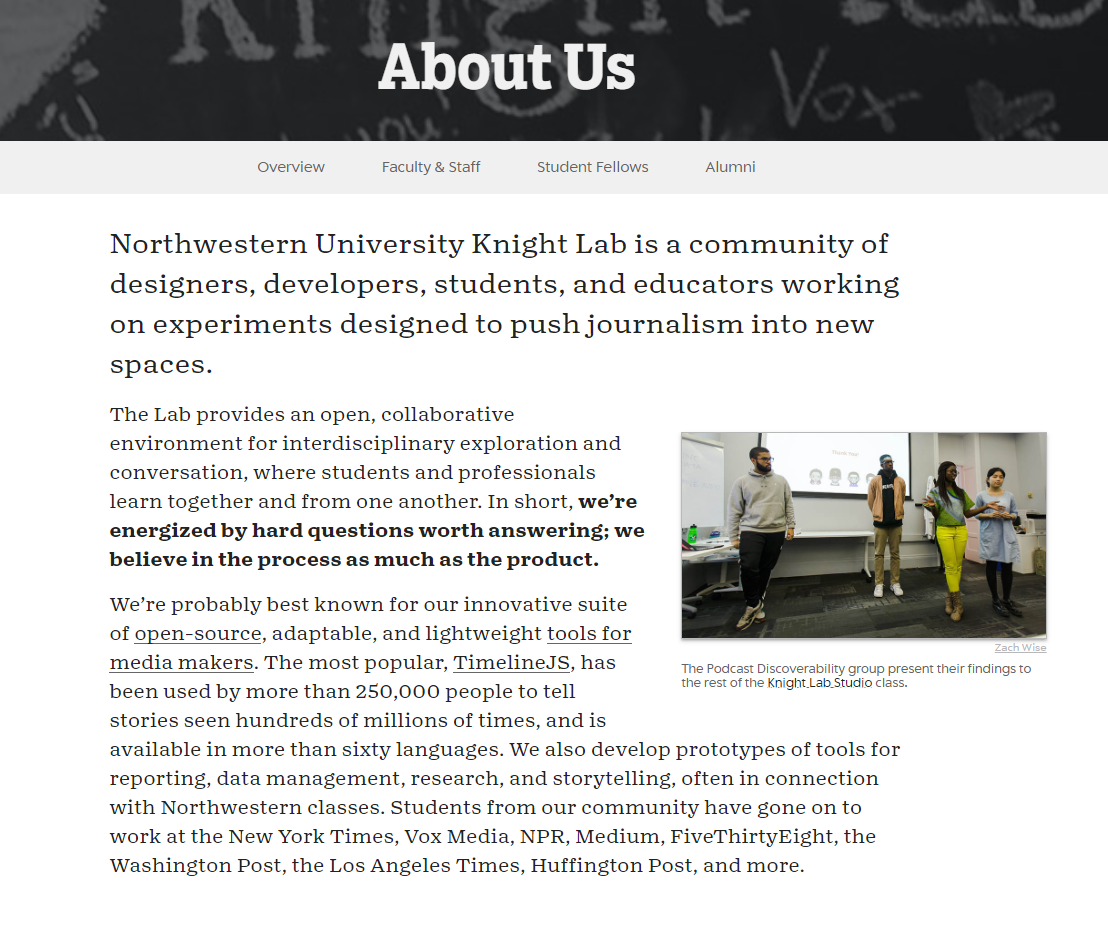 About Us
you.
Vox
Overview
Faculty & Staff
Student Fellows
Alumni
Northwestern University Knight Lab is a community of
designers, developers, students, and educators working
on experiments designed to push journalism into new
spaces.
The Lab provides an open, collaborative
environment for interdisciplinary exploration and
conversation, where students and professionals
learn together and from one another. In short, we’re
energized by hard questions worth answering; we
believe in the process as much as the product.
We’re probably best known for our innovative suite
of open-source, adaptable, and lightweight tools for
media makers. The most popular, TimelineJS, has
been used by more than 250,000 people to tell
stories seen hundreds of millions of times, and is
available in more than sixty languages. We also develop prototypes of tools for
reporting, data management, research, and storytelling, often in connection
with Northwestern classes. Students from our community have gone on to
work at the New York Times, Vox Media, NPR, Medium, FiveThirtyEight, the
Washington Post, the Los Angeles Times, Huffington Post, and more.
Thank You!
Zach Wise
The Podcast Discoverability group present their findings to
the rest of the Knight Lab Studio class.